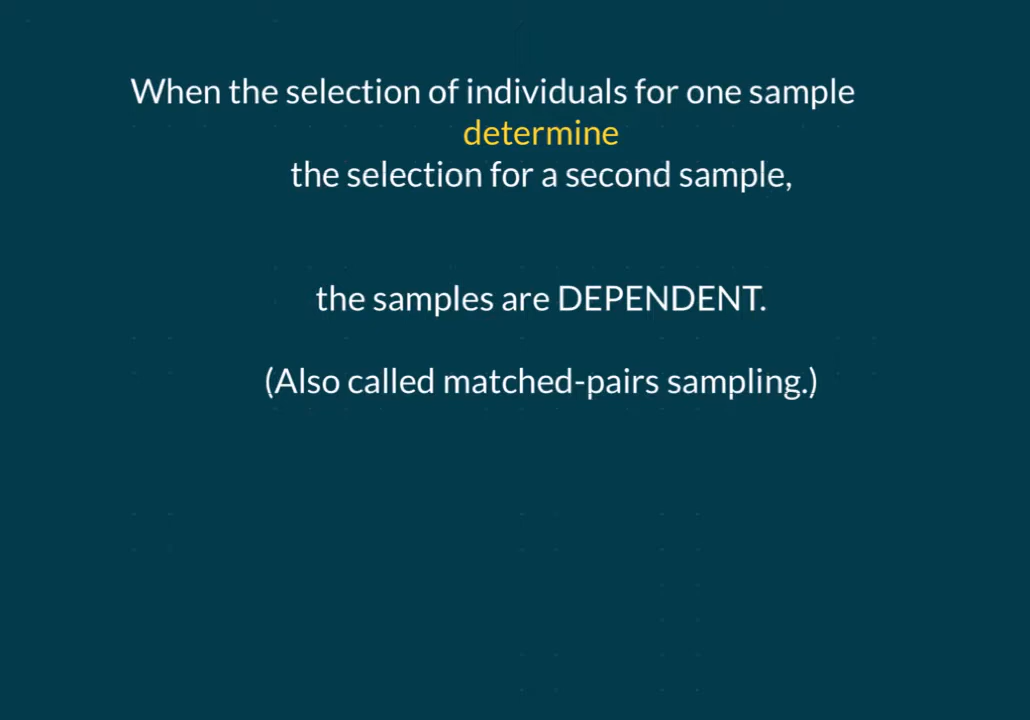 When the selection of individuals for one sample
determine
the selection for a second sample,
the samples are DEPENDENT.
(Also called matched-pairs sampling.)